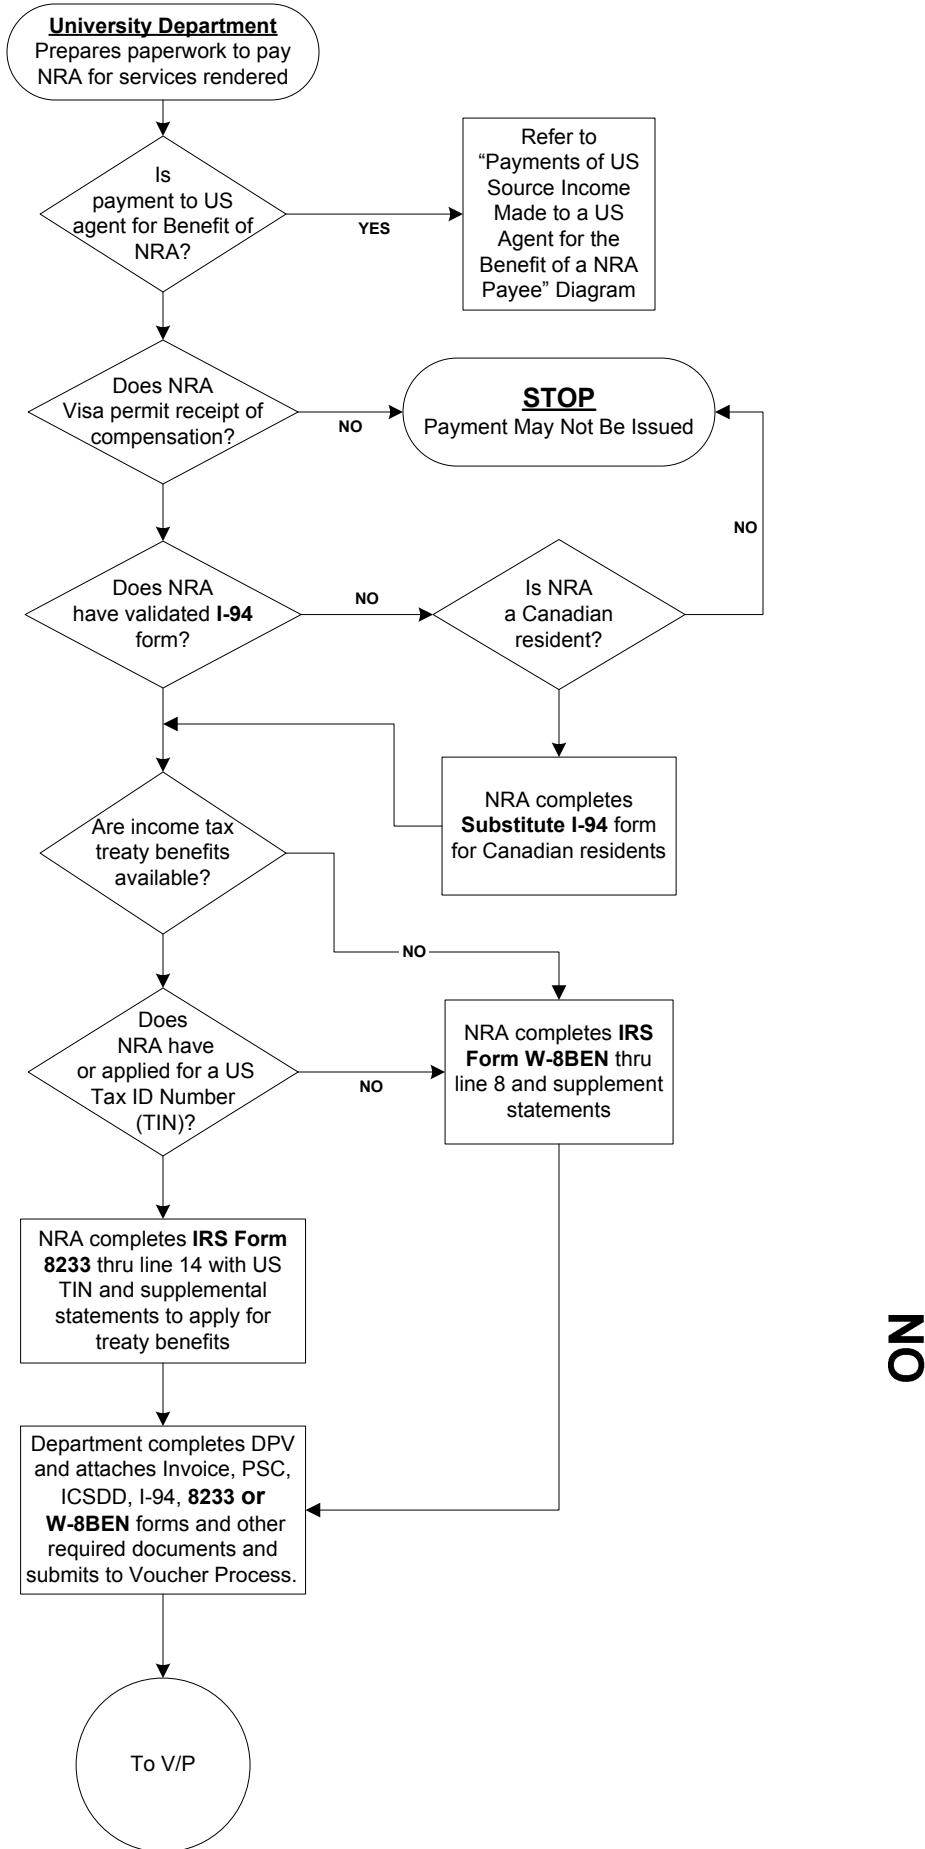 University Department
Prepares paperwork to pay
NRA for services rendered
Is
payment to US
agent for Benefit of
NRA?
YES
Refer to
“Payments of US
Source Income
Made to a US
Agent for the
Benefit of a NRA
Payee” Diagram
Does NRA
Visa permit receipt of
compensation?
NO
STOP
Payment May Not Be Issued
NO
Does NRA
have validated I-94
form?
NO
Is NRA
a Canadian
resident?
NRA completes
Substitute I-94 form
for Canadian residents
Are income tax
treaty benefits
available?
NO
Does
NRA have
or applied for a US
Tax ID Number
(TIN)?
NO
NRA completes IRS
Form W-8BEN thru
line 8 and supplement
statements
NRA completes IRS Form
8233 thru line 14 with US
TIN and supplemental
statements to apply for
treaty benefits
NO
Department completes DPV
and attaches Invoice, PSC,
ICSDD, I-94, 8233 or
W-8BEN forms and other
required documents and
submits to Voucher Process.
To V/P